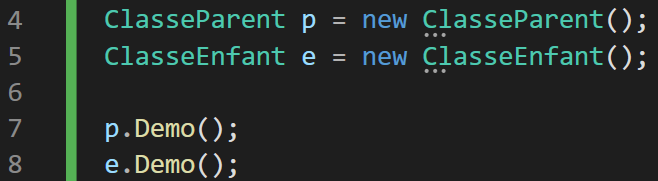 4 ClasseParent p = new ClasseParent();
5 ClasseEnfant e = new ClasseEnfant();
6
7 p.Demo();
8 e.Demo();